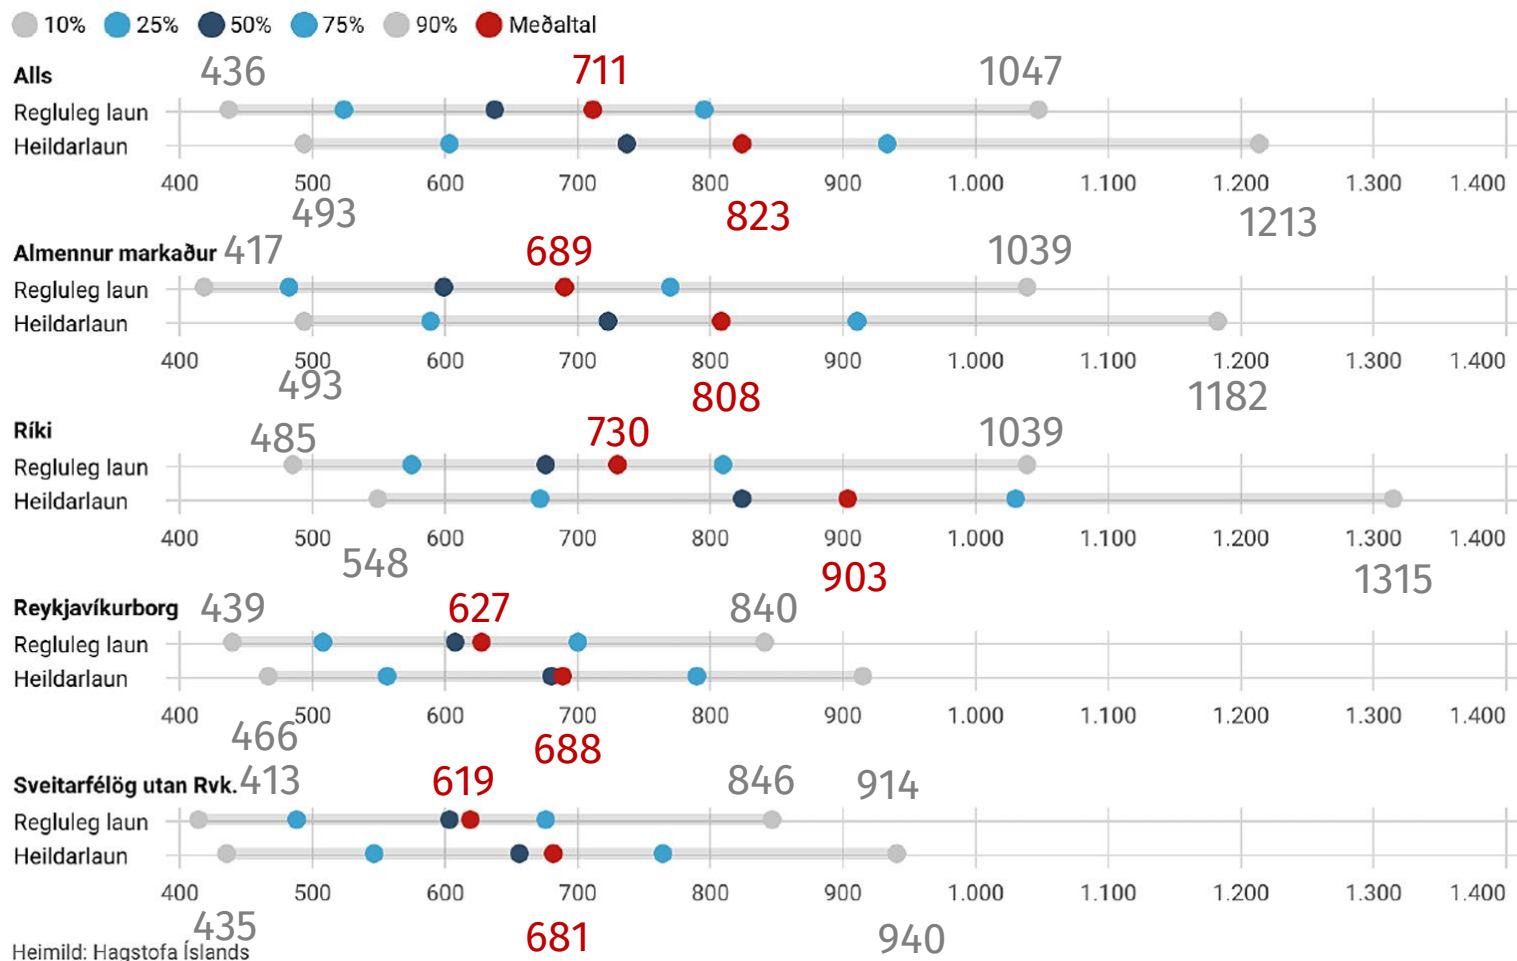 10% 25% 50% 75% 90% Meðaltal
436 711 1047
Alls
Regluleg laun
Heildarlaun
400 500 600 700 800 900 1.000 1.100 1.200 1.300 1.400
493 823 1213
Almennur markaður 417 689 1039
Regluleg laun
Heildarlaun
400 500 600 700 800 900 1.000 1.100 1.200 1.300 1.400
493 808 1182
Ríki
485 730 1039
Regluleg laun
Heildarlaun
400 500 600 700 800 900 1.000 1.100 1.200 1.300 1.400
548 903 1315
Reykjavíkurborg 439 627 840
Regluleg laun
Heildarlaun
400 500 600 700 800 900 1.000 1.100 1.200 1.300 1.400
466 688
Sveitarfélög utan Rvk. 413 619 846 914
Regluleg laun
Heildarlaun
400 500 600 700 800 900 1.000 1.100 1.200 1.300 1.400
435 681 940
Heimild: Hagstofa Íslands